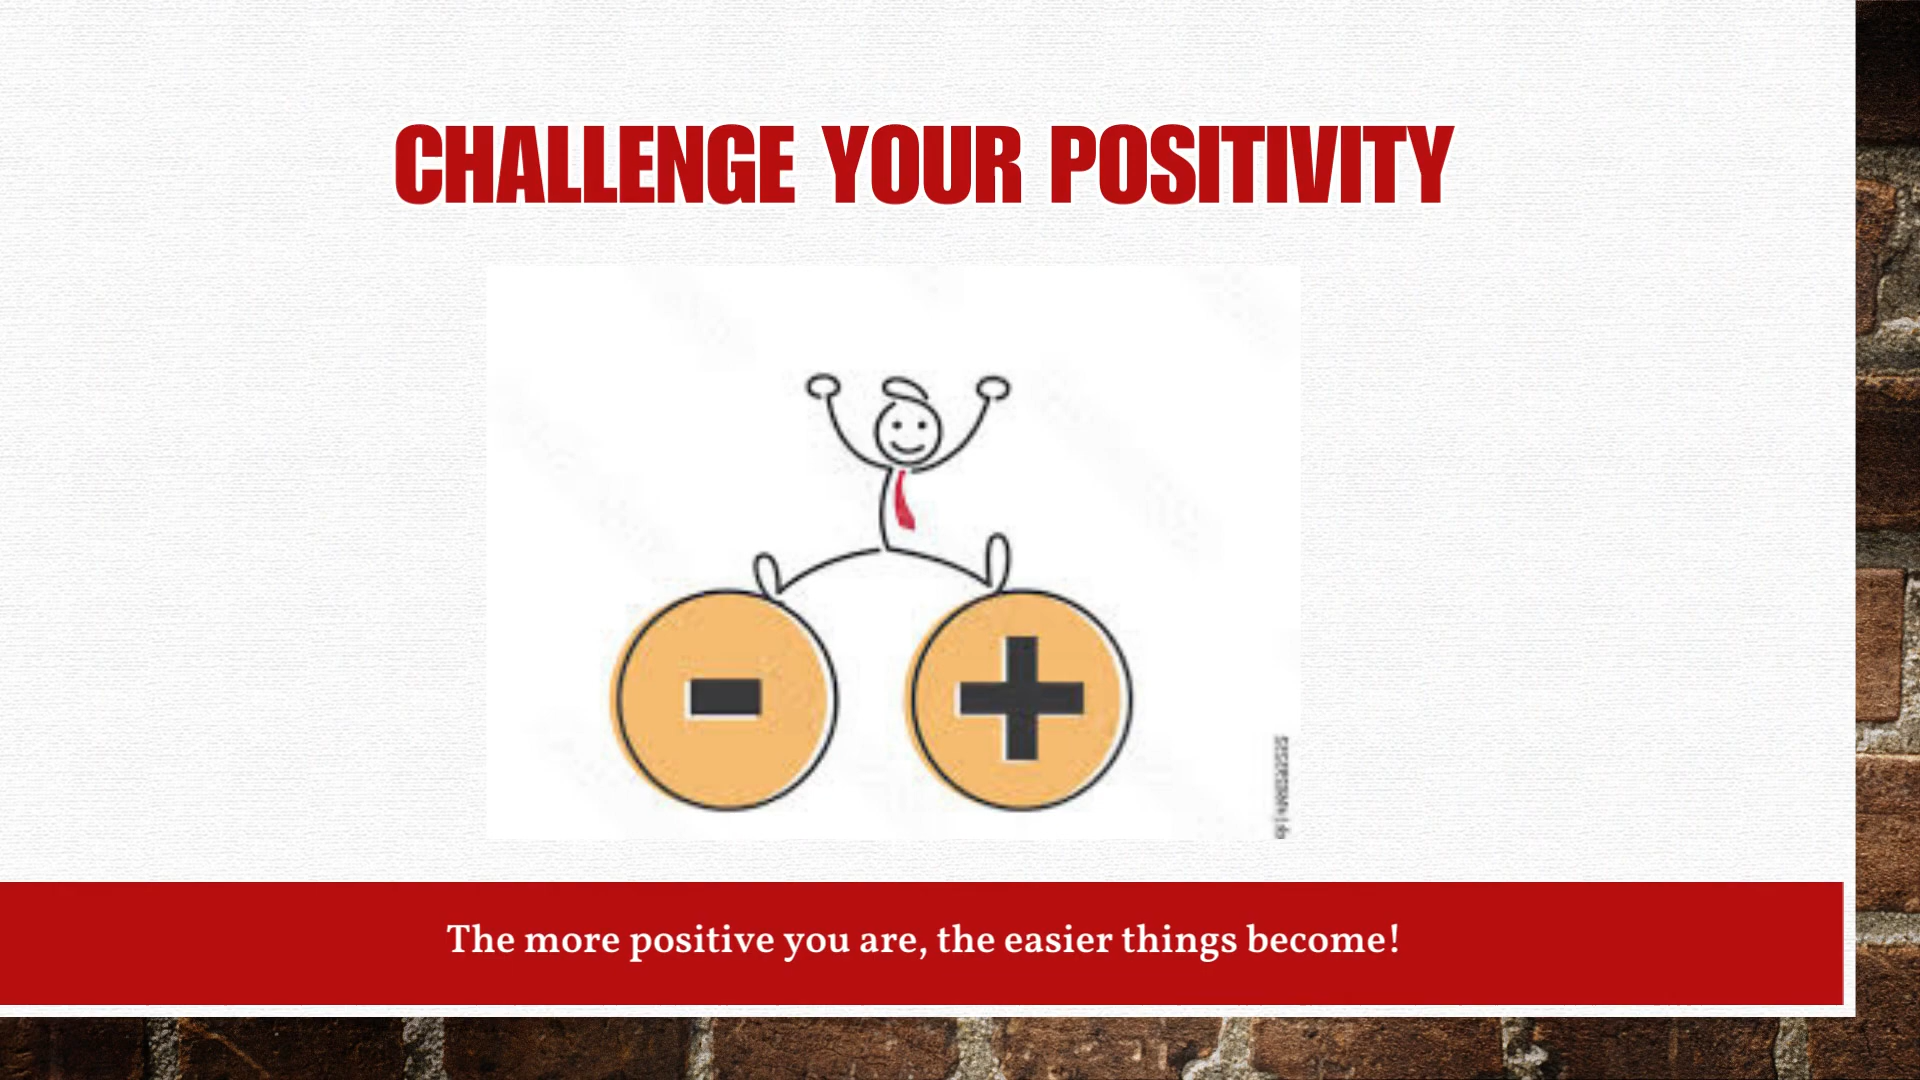 CHALLENGE YOUR POSITIVITY
-
+
The more positive you are, the easier things become!